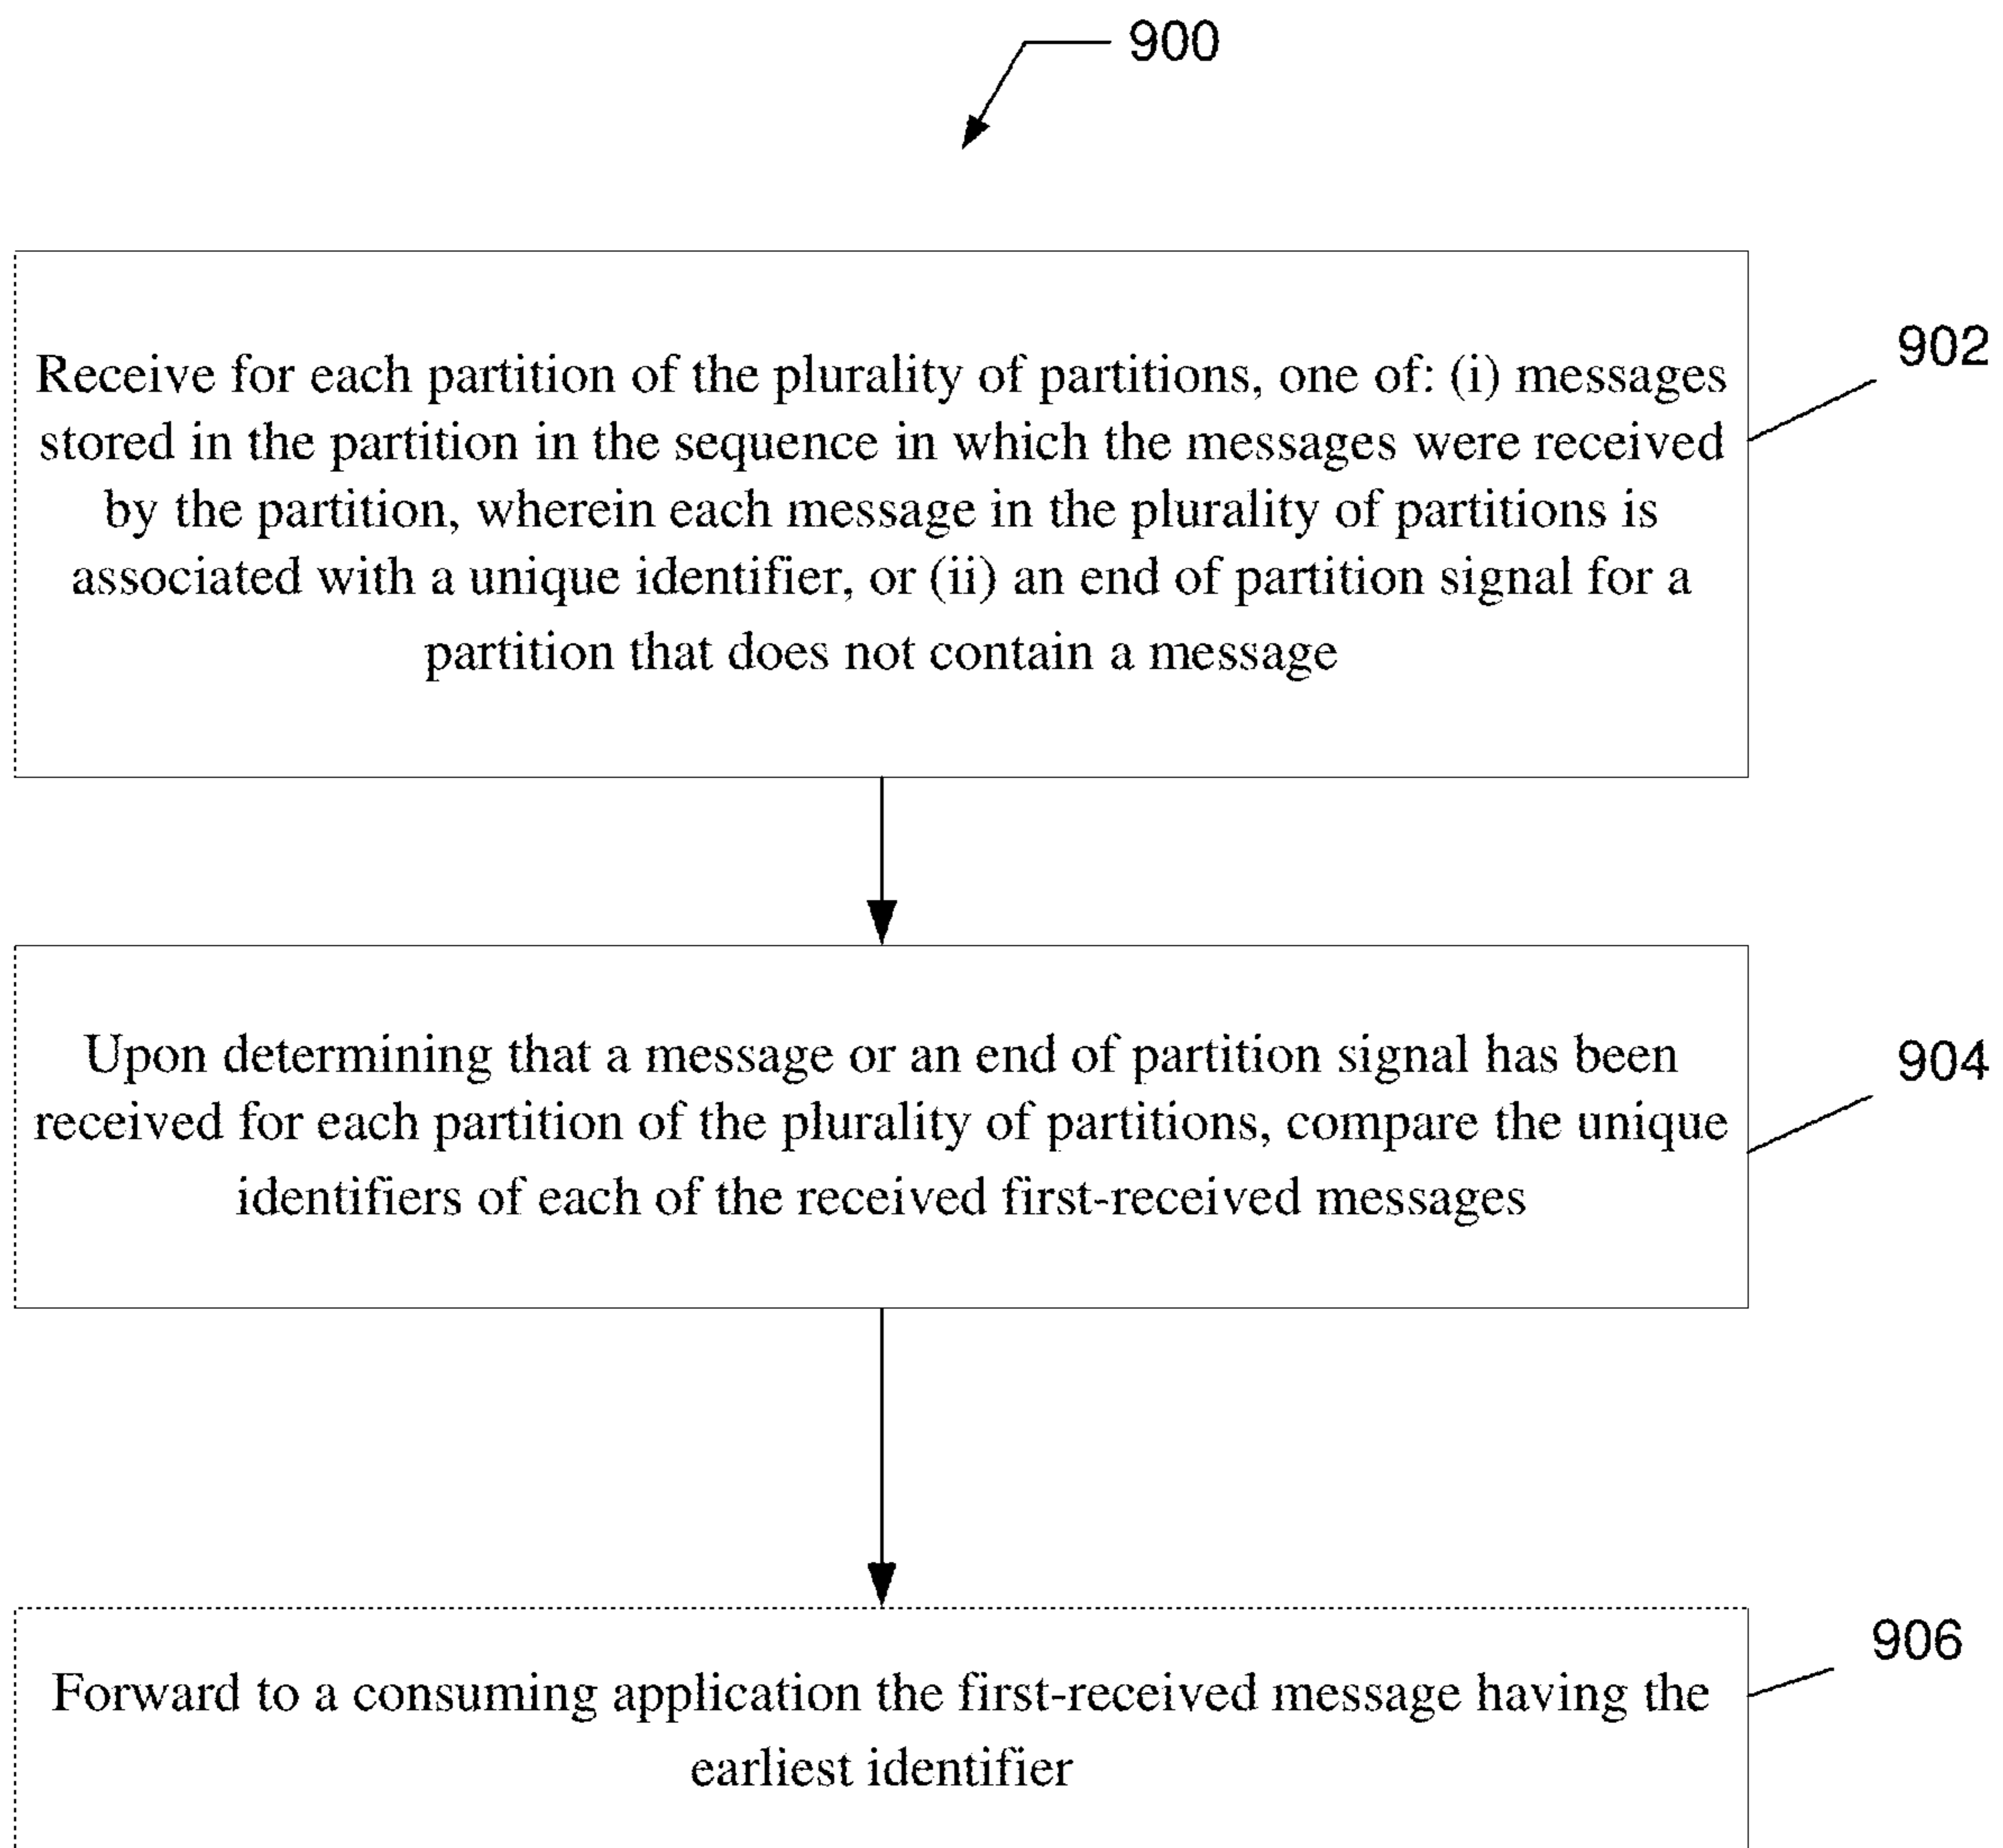 900
Receive for each partition of the plurality of partitions, one of: (i) messages
stored in the partition in the sequence in which the messages were received
by the partition, wherein each message in the plurality of partitions is
associated with a unique identifier, or (ii) an end of partition signal for a
partition that does not contain a message
902
Upon determining that a message or an end of partition signal has been
received for each partition of the plurality of partitions, compare the unique
identifiers of each of the received first-received messages
904
Forward to a consuming application the first-received message having the
earliest identifier
906